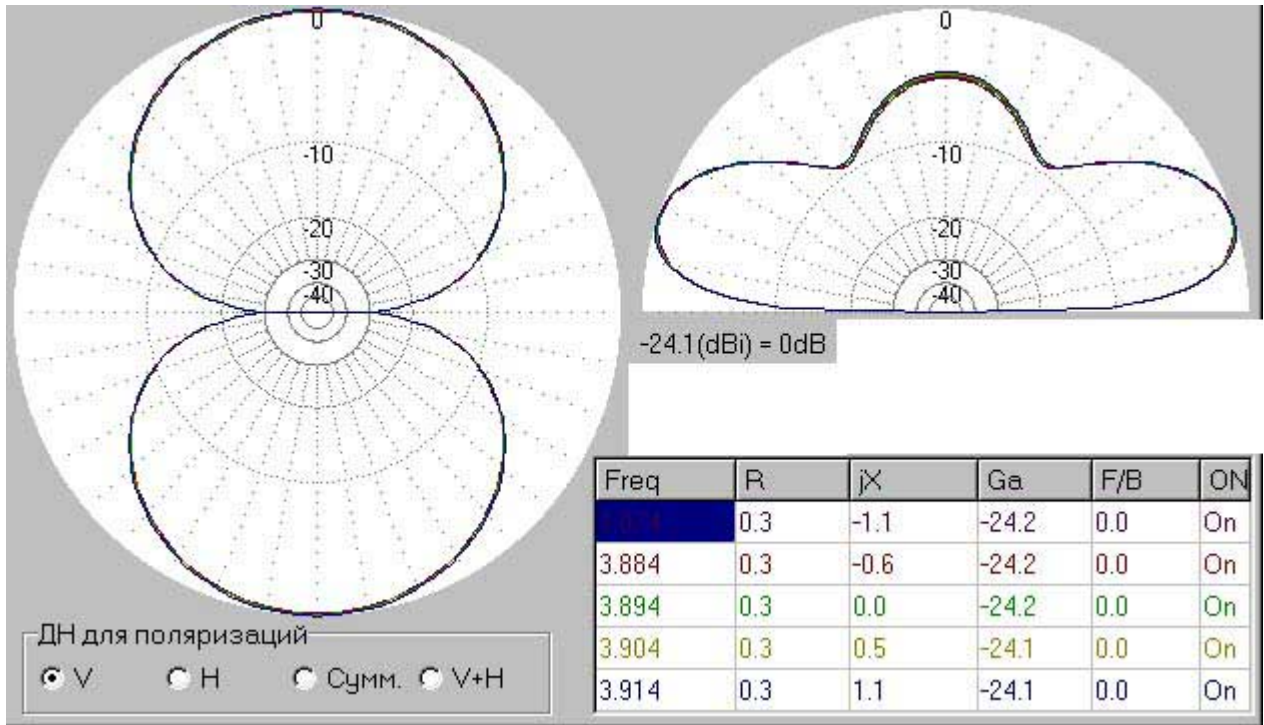 0
-10
-20
-30
-40
0
-10
-20
-30
-40
-24.1(dBi) = 0dB
Freq R jX Ga F/B ON
0.3 -1.1 -24.2 0.0 On
3.884 0.3 -0.6 -24.2 0.0 On
3.894 0.3 0.0 -24.2 0.0 On
3.904 0.3 0.5 -24.1 0.0 On
3.914 0.3 1.1 -24.1 0.0 On
ДН для поляризаций
V H Сумм. V+H